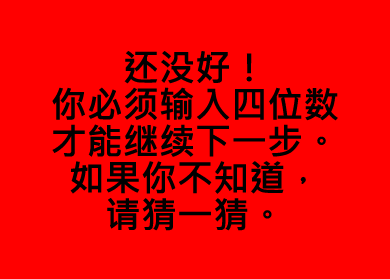 还没好！
你必须输入四位数
才能继续下一步。
如果你不知道，
请猜一猜。